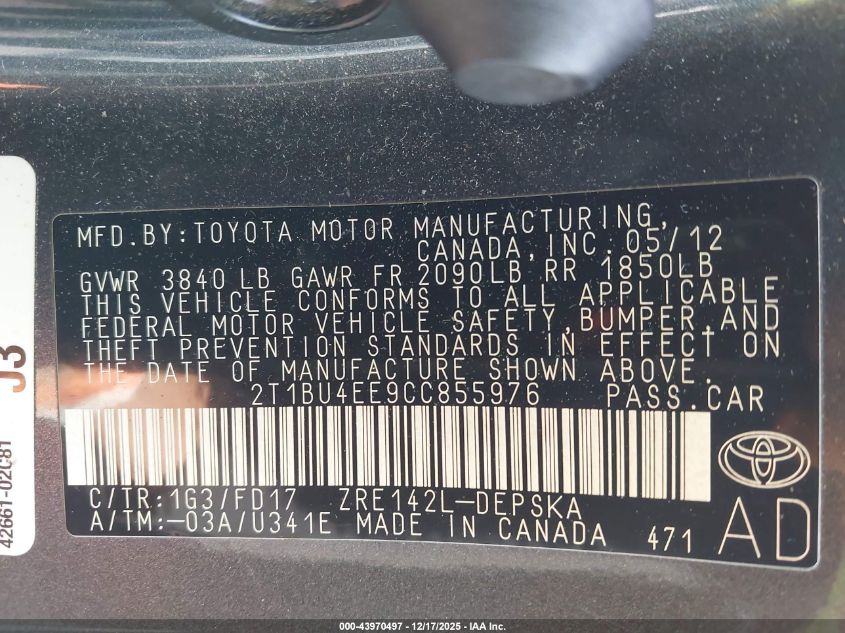 MFD.BY:TOYOTA MOTOR MANUFACTURING,
CANADA,INC.05/12
GVWR 3840 LB GAWR FR 2090LB RR 1850LB
THIS VEHICLE CONFORMS TO ALL APPLICABLE
FEDERAL MOTOR VEHICLE SAFETY,BUMPER,AND
THEFT PREVENTION STANDARDS IN EFFECT ON
THE DATE OF MANUFACTURE SHOWN ABOVE.
2T1BU4EE9CC855976 PASS.CAR
C/TR:1G3/FD17 ZRE142L-DEPSKA
A/TM:-03A/U341E MADE IN CANADA 471
AD
J3
42661-02C81
000-43970497 - 12/17/2025 - IAA Inc.